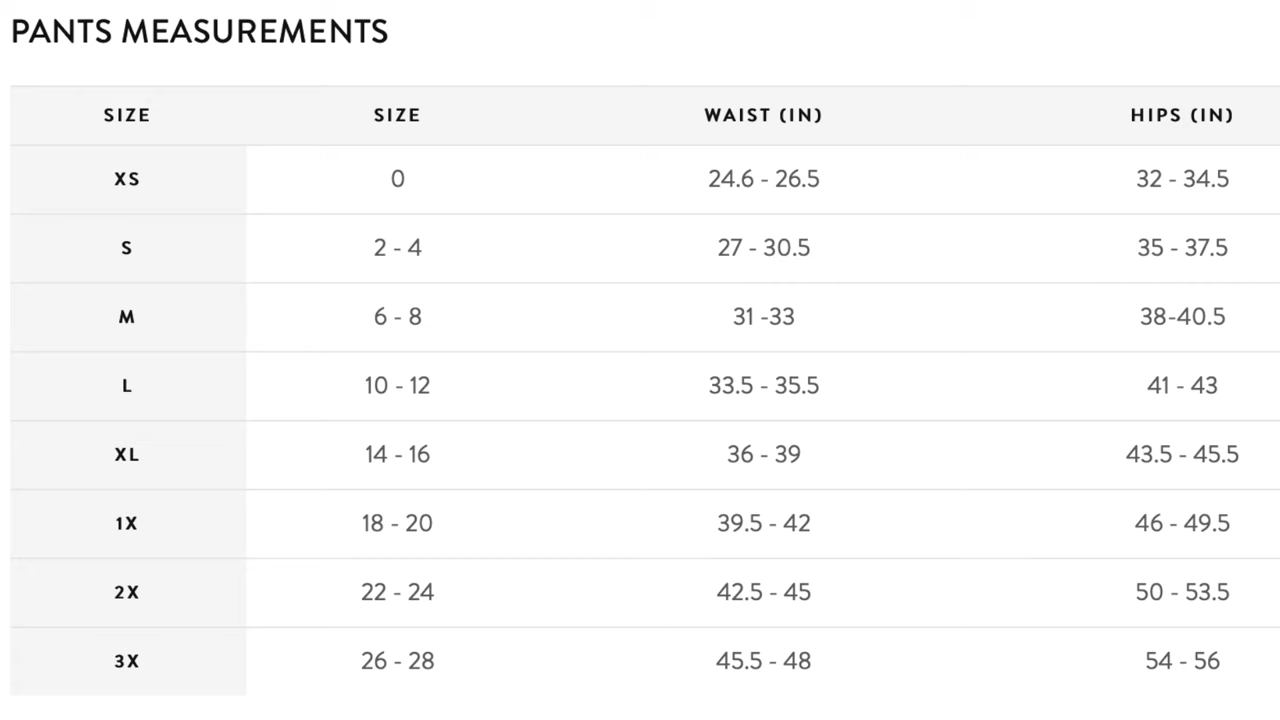 PANTS MEASUREMENTS
SIZE SIZE WAIST (IN) HIPS (IN)
XS 0 24.6 - 26.5 32 - 34.5
S 2 - 4 27 - 30.5 35 - 37.5
M 6 - 8 31 -33 38-40.5
L 10 - 12 33.5 - 35.5 41 - 43
XL 14 - 16 36 - 39 43.5 - 45.5
1X 18 - 20 39.5 - 42 46 - 49.5
2X 22 - 24 42.5 - 45 50 - 53.5
3X 26 - 28 45.5 - 48 54 - 56